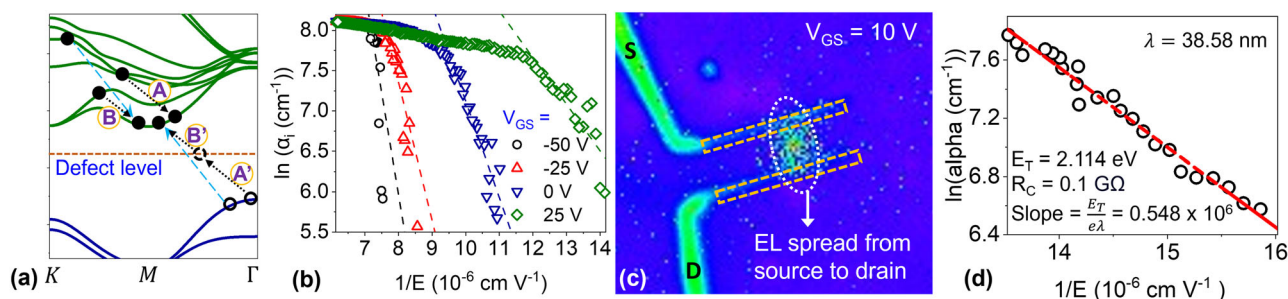 A
B
B'
A'
Defect level
(a)
K
M
Γ
ln (αᵢ (cm⁻¹))
8.0
7.5
7.0
6.5
6.0
5.5
V_GS =
-50 V
-25 V
0 V
25 V
7 8 9 10 11 12 13 14
1/E (10⁻⁶ cm V⁻¹)
(b)
V_GS = 10 V
S
D
EL spread from
source to drain
(c)
ln(alpha (cm⁻¹))
7.6
7.2
6.8
6.4
λ = 38.58 nm
E_T = 2.114 eV
R_C = 0.1 GΩ
Slope = E_T/eλ = 0.548 x 10⁶
14 15 16
1/E (10⁻⁶ cm V⁻¹)
(d)